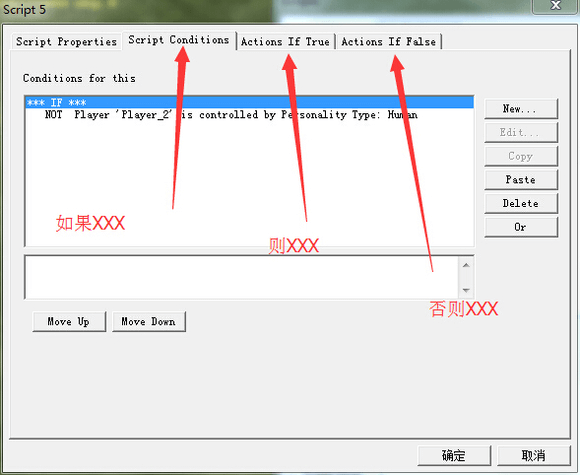 Script 5
Script Properties
Script Conditions
Actions If True
Actions If False
Conditions for this
*** IF ***
NOT Player 'Player_2' is controlled by Personality Type: Human
New...
Edit...
Copy
Paste
Delete
Or
如果XXX
则XXX
否则XXX
Move Up
Move Down
确定
取消